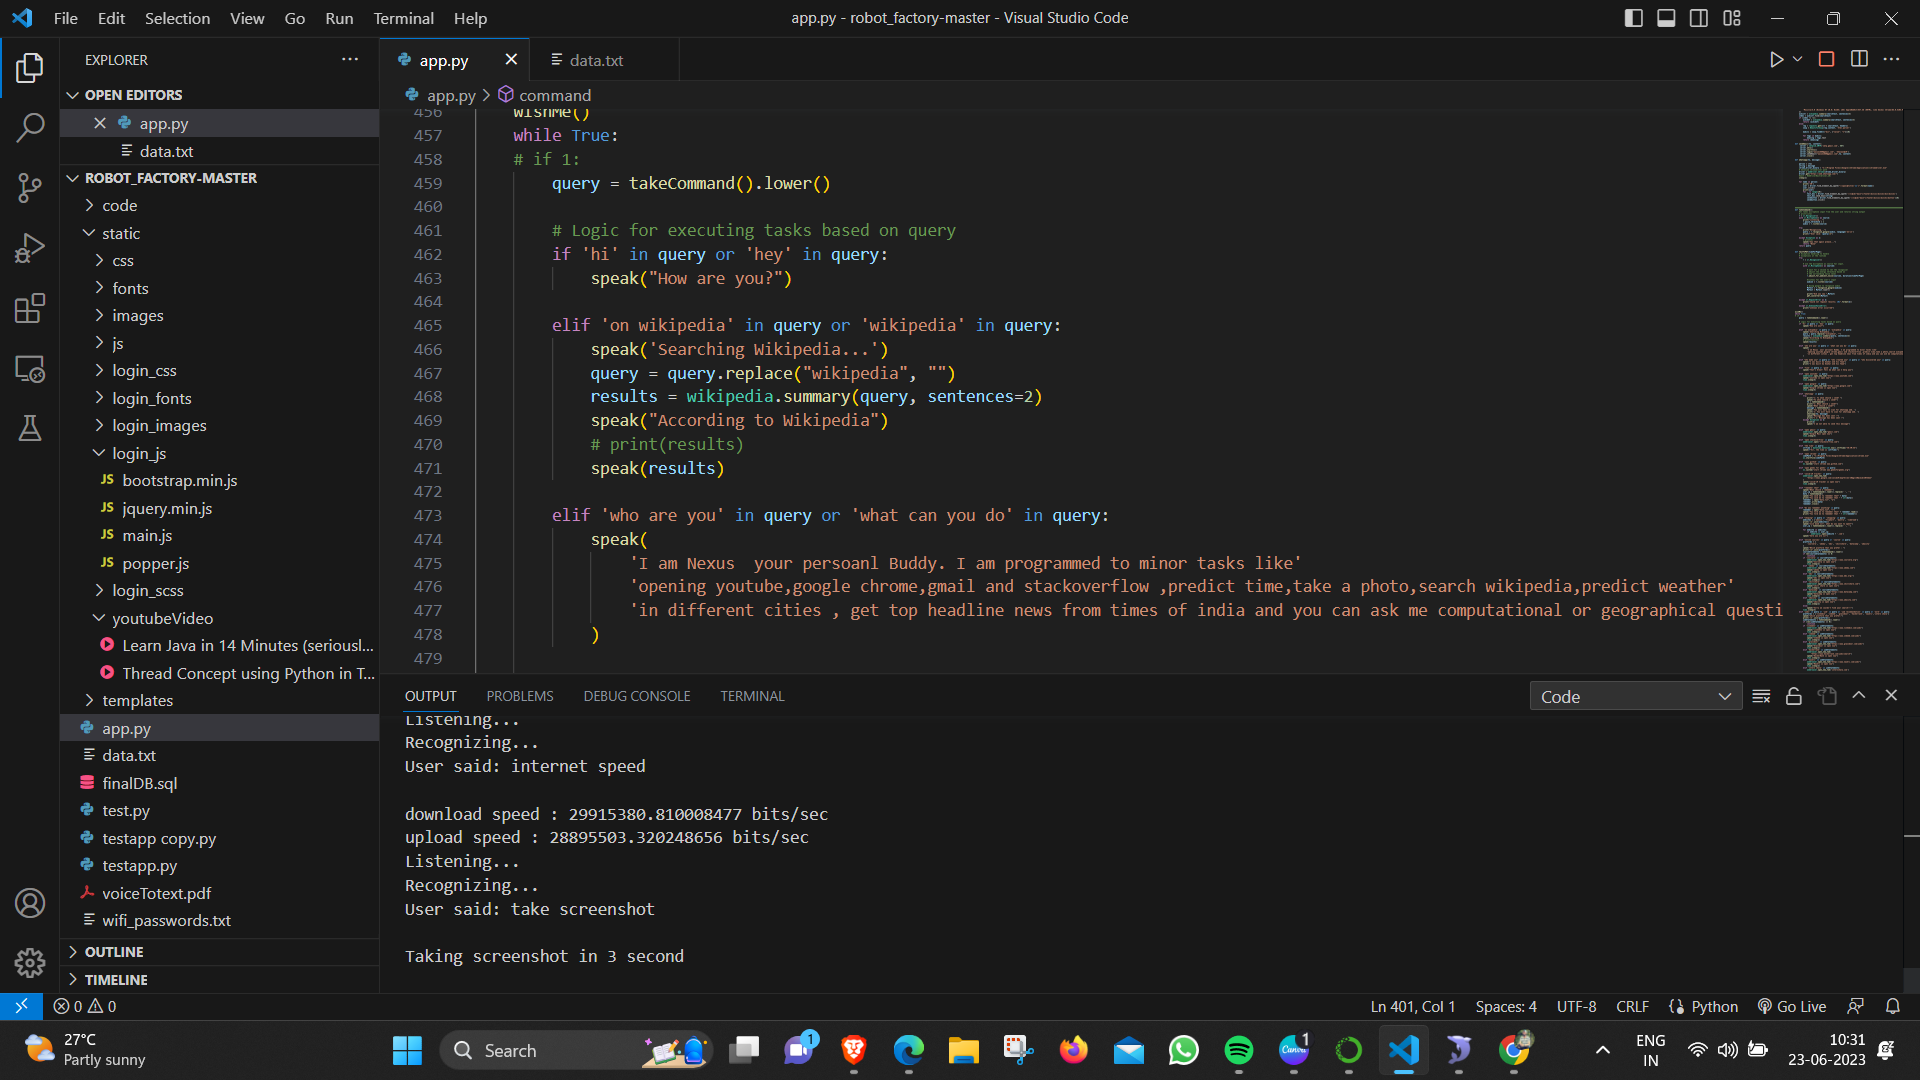 File Edit Selection View Go Run Terminal Help
app.py - robot_factory-master - Visual Studio Code
EXPLORER
OPEN EDITORS
app.py
data.txt
ROBOT_FACTORY-MASTER
code
static
css
fonts
images
js
login_css
login_fonts
login_images
login_js
JS bootstrap.min.js
JS jquery.min.js
JS main.js
JS popper.js
login_scss
youtubeVideo
Learn Java in 14 Minutes (seriousl...
Thread Concept using Python in T...
templates
app.py
data.txt
finalDB.sql
test.py
testapp copy.py
testapp.py
voiceTotext.pdf
wifi_passwords.txt
OUTLINE
TIMELINE
app.py data.txt
app.py > command
456 wishMe()
457 while True:
458 # if 1:
459 query = takeCommand().lower()
460
461 # Logic for executing tasks based on query
462 if 'hi' in query or 'hey' in query:
463 speak("How are you?")
464
465 elif 'on wikipedia' in query or 'wikipedia' in query:
466 speak('Searching Wikipedia...')
467 query = query.replace("wikipedia", "")
468 results = wikipedia.summary(query, sentences=2)
469 speak("According to Wikipedia")
470 # print(results)
471 speak(results)
472
473 elif 'who are you' in query or 'what can you do' in query:
474 speak(
475 'I am Nexus  your persoanl Buddy. I am programmed to minor tasks like'
476 'opening youtube,google chrome,gmail and stackoverflow ,predict time,take a photo,search wikipedia,predict weather'
477 'in different cities , get top headline news from times of india and you can ask me computational or geographical questi
478 )
479
OUTPUT PROBLEMS DEBUG CONSOLE TERMINAL
Code
Listening...
Recognizing...
User said: internet speed
download speed : 29915380.810008477 bits/sec
upload speed : 28895503.320248656 bits/sec
Listening...
Recognizing...
User said: take screenshot
Taking screenshot in 3 second
0 0
Ln 401, Col 1 Spaces: 4 UTF-8 CRLF Python Go Live
27°C
Partly sunny
Search
1
Canva
1
ENG
IN
10:31
23-06-2023